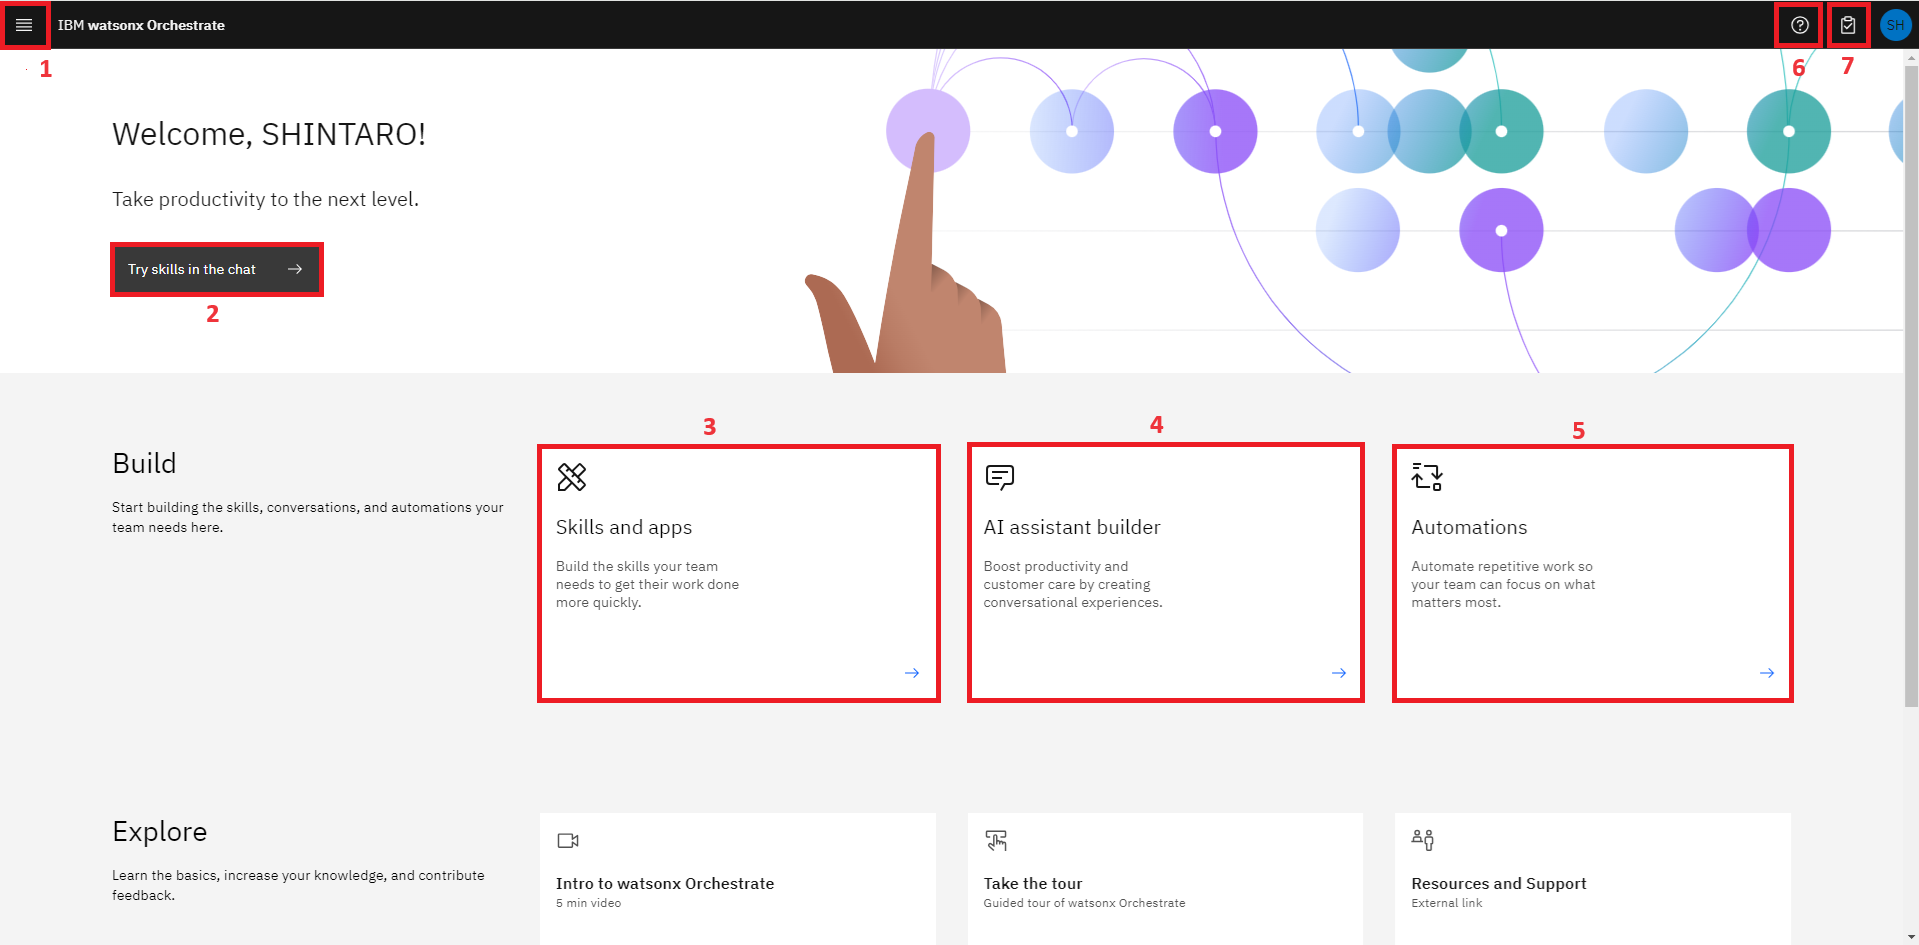 IBM watsonx Orchestrate
SH
1
6
7
Welcome, SHINTARO!
Take productivity to the next level.
Try skills in the chat
2
3
4
5
Build
Start building the skills, conversations, and automations your
team needs here.
Skills and apps
Build the skills your team
needs to get their work done
more quickly.
AI assistant builder
Boost productivity and
customer care by creating
conversational experiences.
Automations
Automate repetitive work so
your team can focus on what
matters most.
Explore
Learn the basics, increase your knowledge, and contribute
feedback.
Intro to watsonx Orchestrate
5 min video
Take the tour
Guided tour of watsonx Orchestrate
Resources and Support
External link